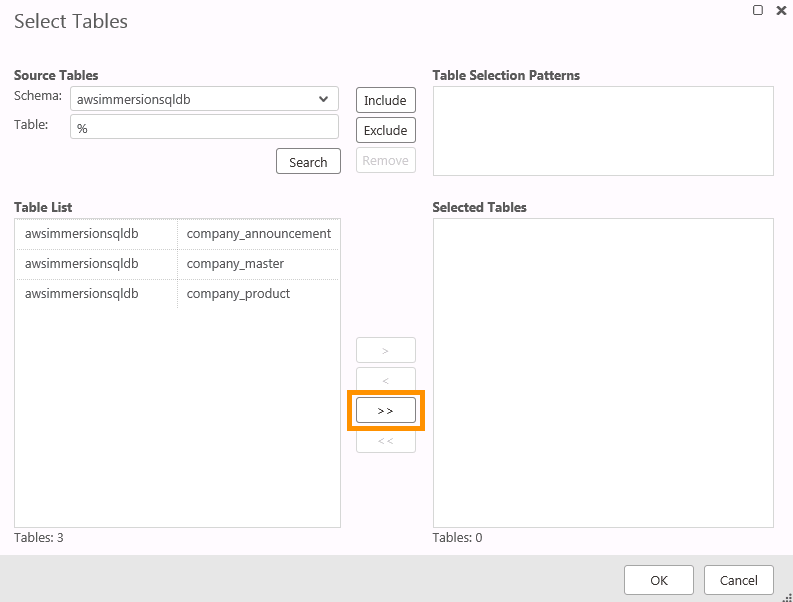 Select Tables
Source Tables
Schema: awsimmersionsqldb
Table: %
Search
Include
Exclude
Remove
Table Selection Patterns
Table List
awsimmersionsqldb company_announcement
awsimmersionsqldb company_master
awsimmersionsqldb company_product
Tables: 3
>
<
>>
<<
Selected Tables
Tables: 0
OK
Cancel